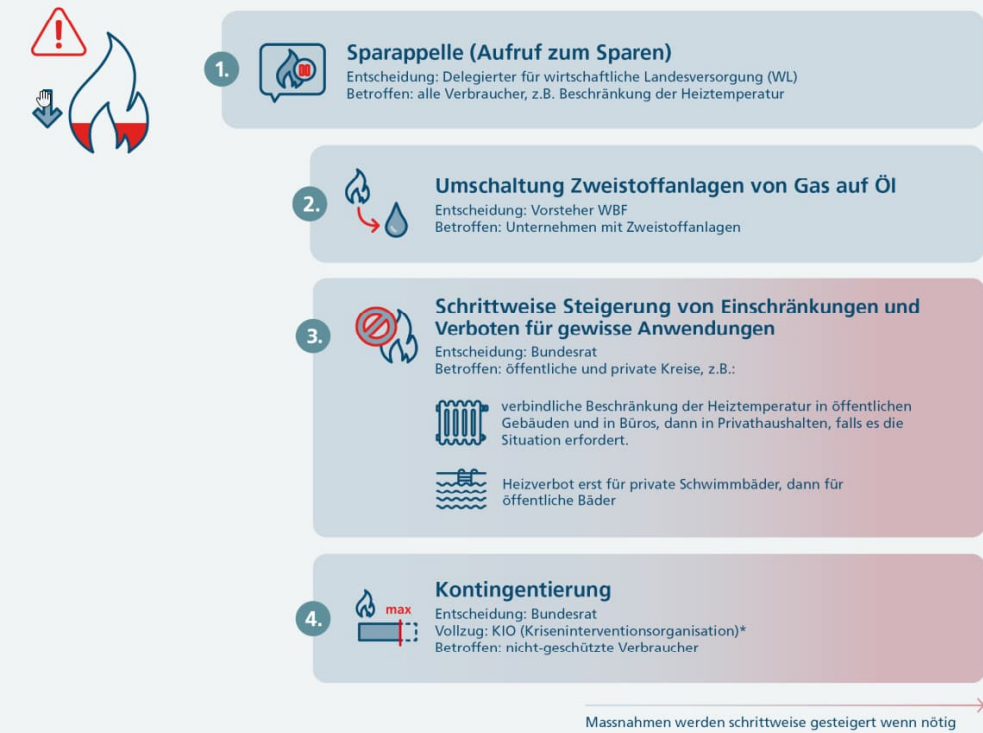 1.
Sparappelle (Aufruf zum Sparen)
Entscheidung: Delegierter für wirtschaftliche Landesversorgung (WL)
Betroffen: alle Verbraucher, z.B. Beschränkung der Heiztemperatur
2.
Umschaltung Zweistoffanlagen von Gas auf Öl
Entscheidung: Vorsteher WBF
Betroffen: Unternehmen mit Zweistoffanlagen
3.
Schrittweise Steigerung von Einschränkungen und
Verboten für gewisse Anwendungen
Entscheidung: Bundesrat
Betroffen: öffentliche und private Kreise, z.B.:
verbindliche Beschränkung der Heiztemperatur in öffentlichen
Gebäuden und in Büros, dann in Privathaushalten, falls es die
Situation erfordert.
Heizverbot erst für private Schwimmbäder, dann für
öffentliche Bäder
4.
max
Kontingentierung
Entscheidung: Bundesrat
Vollzug: KIO (Kriseninterventionsorganisation)*
Betroffen: nicht-geschützte Verbraucher
Massnahmen werden schrittweise gesteigert wenn nötig